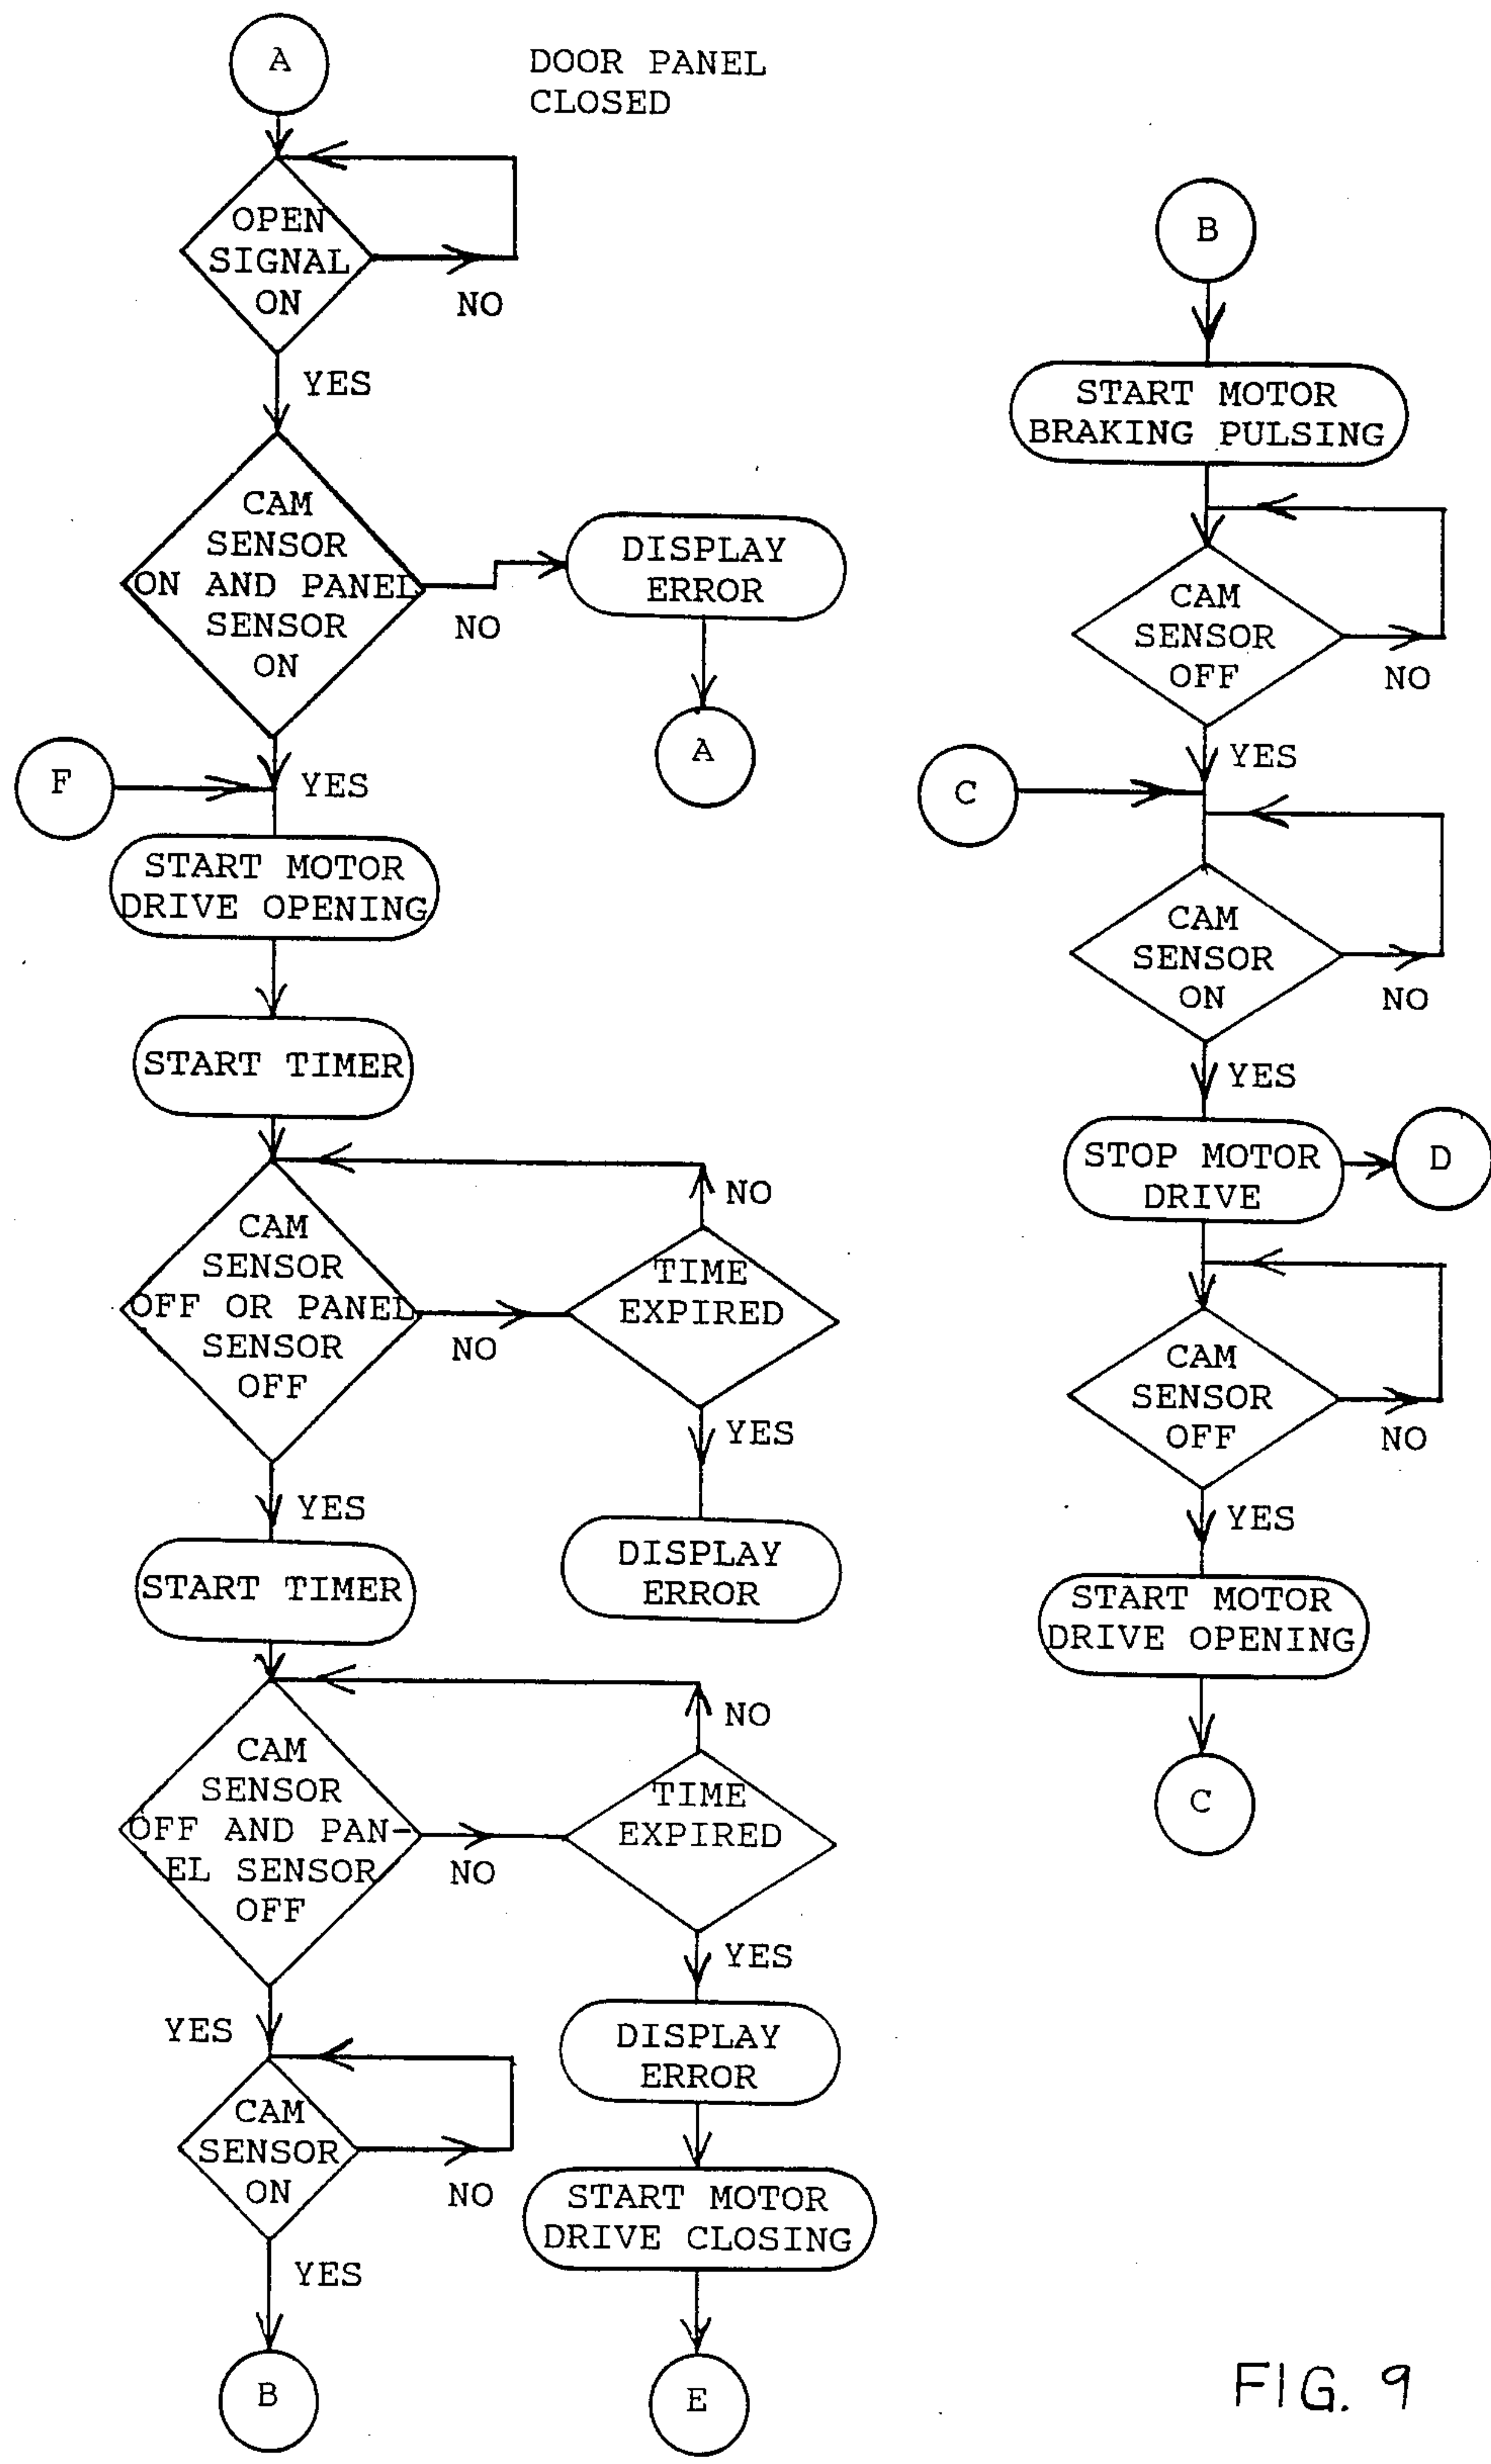 A
DOOR PANEL
CLOSED
OPEN
SIGNAL
ON
NO
YES
CAM
SENSOR
ON AND PANEL
SENSOR
ON
NO
DISPLAY
ERROR
A
F
YES
START MOTOR
DRIVE OPENING
START TIMER
CAM
SENSOR
OFF OR PANEL
SENSOR
OFF
NO
TIME
EXPIRED
NO
YES
DISPLAY
ERROR
YES
START TIMER
CAM
SENSOR
OFF AND PAN-
EL SENSOR
OFF
NO
TIME
EXPIRED
NO
YES
DISPLAY
ERROR
START MOTOR
DRIVE CLOSING
E
YES
CAM
SENSOR
ON
NO
YES
B
B
START MOTOR
BRAKING PULSING
CAM
SENSOR
OFF
NO
YES
C
CAM
SENSOR
ON
NO
YES
STOP MOTOR
DRIVE
D
CAM
SENSOR
OFF
NO
YES
START MOTOR
DRIVE OPENING
C
FIG. 9